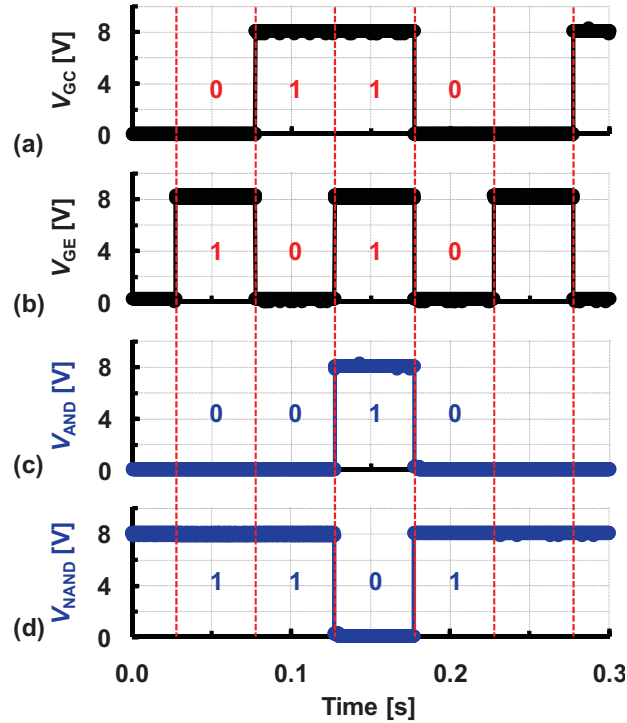 8
4
0
V_GC [V]
(a)
0 1 1 0
8
4
0
V_GE [V]
(b)
1 0 1 0
8
4
0
V_AND [V]
(c)
0 0 1 0
8
4
0
V_NAND [V]
(d)
1 1 0 1
0.0 0.1 0.2 0.3
Time [s]